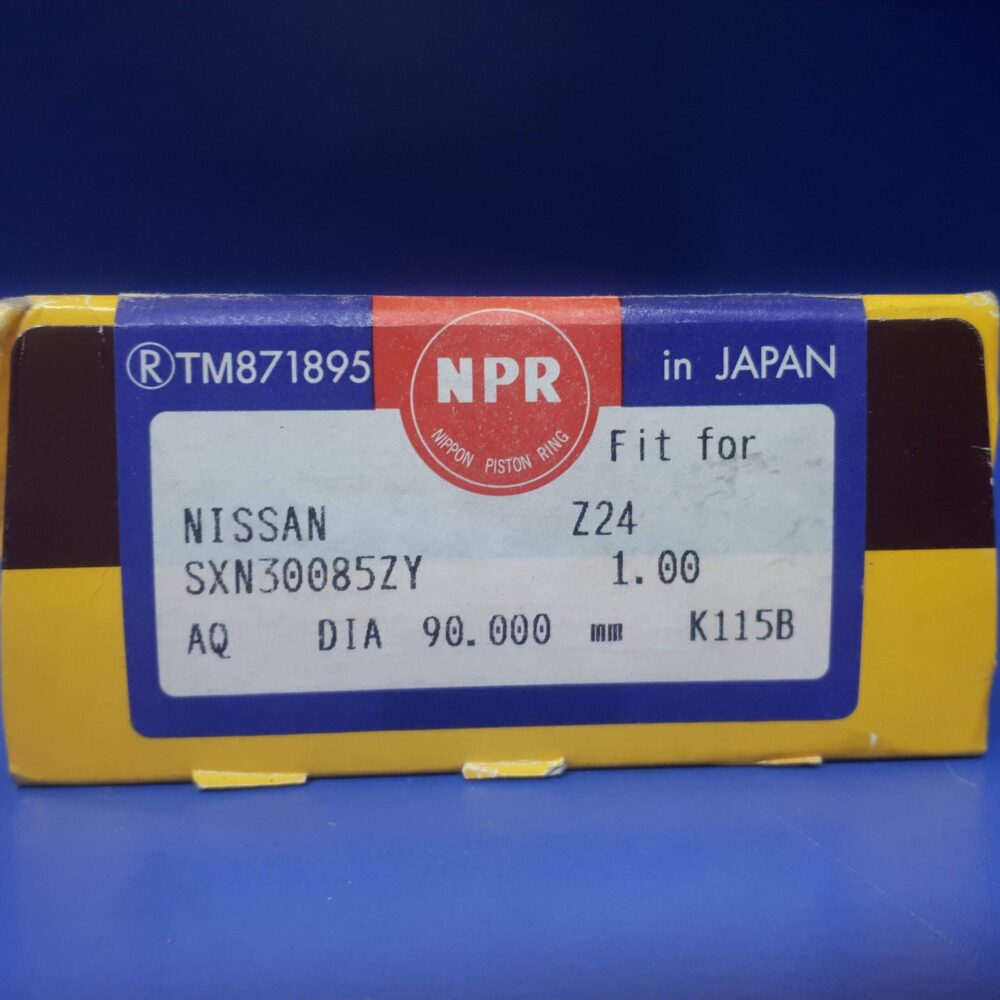 ®TM871895 NPR in JAPAN
NIPPON PISTON RING
Fit for
NISSAN Z24
SXN30085ZY 1.00
AQ DIA 90.000 mm K115B